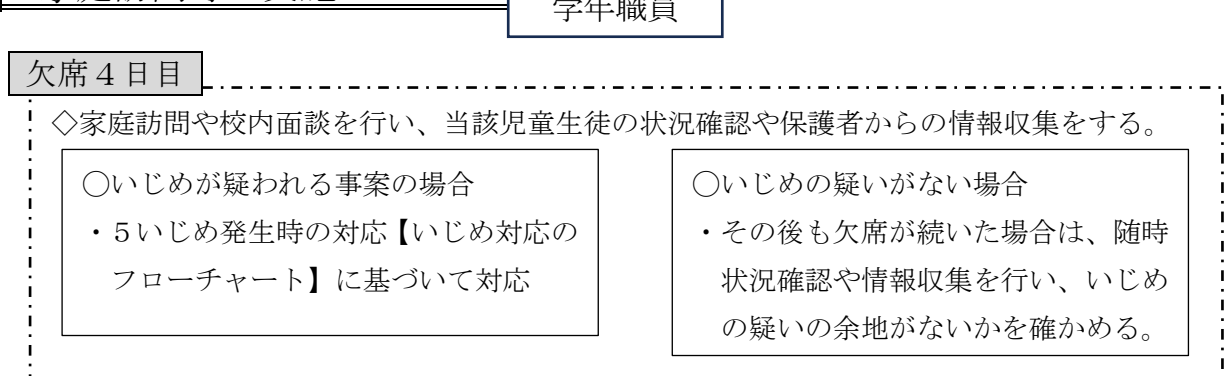 学年職員
欠席４日目
◇家庭訪問や校内面談を行い、当該児童生徒の状況確認や保護者からの情報収集をする。
○いじめが疑われる事案の場合
・５いじめ発生時の対応【いじめ対応の
フローチャート】に基づいて対応
○いじめの疑いがない場合
・その後も欠席が続いた場合は、随時
状況確認や情報収集を行い、いじめ
の疑いの余地がないかを確かめる。